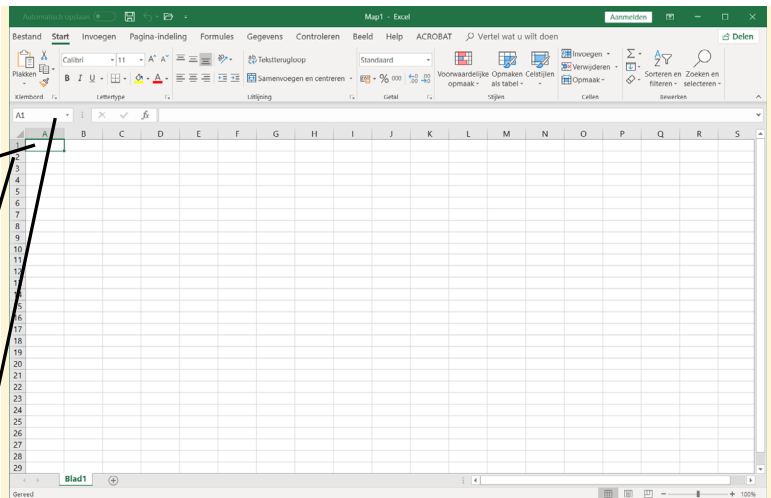 Automatisch opslaan Map1 - Excel Aanmelden
Bestand Start Invoegen Pagina-indeling Formules Gegevens Controleren Beeld Help ACROBAT Vertel wat u wilt doen Delen
Plakken
Calibri 11 A A
B I U A
Tekstterugloop
Samenvoegen en centreren
Standaard
% 000
Voorwaardelijke opmaak
Opmaken als tabel
Celstijlen
Invoegen
Verwijderen
Opmaak
Sorteren en filteren
Zoeken en selecteren
Klembord Lettertype Uitlijning Getal Stijlen Cellen Bewerken
A1 fx
A B C D E F G H I J K L M N O P Q R S
1
2
3
4
5
6
7
8
9
10
11
12
13
14
15
16
17
18
19
20
21
22
23
24
25
26
27
28
29
Blad1
Gereed 100%